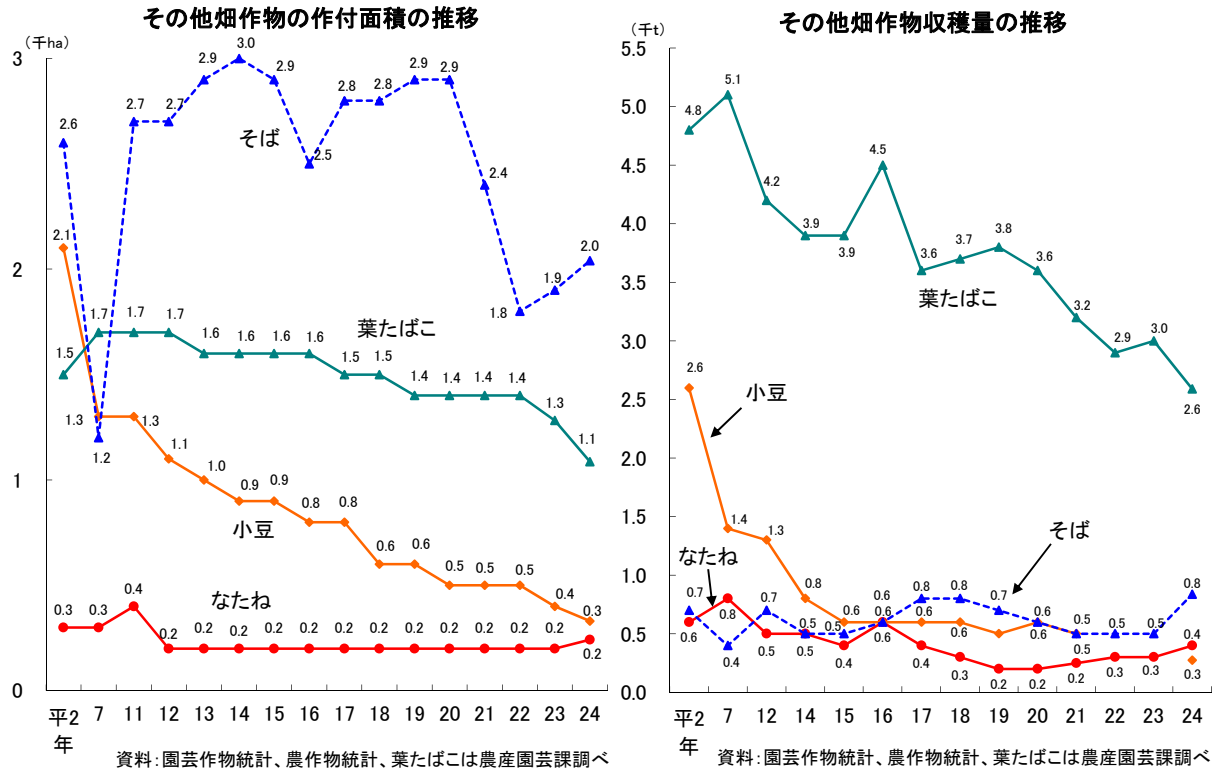 その他畑作物の作付面積の推移
（千ha）
3
2
1
0
2.6 1.2 2.7 2.7 2.9 3.0 2.9 2.5 2.8 2.8 2.9 2.9 2.4 1.8 1.9 2.0
そば
1.5 1.7 1.7 1.7 1.6 1.6 1.6 1.6 1.5 1.5 1.4 1.4 1.4 1.4 1.3 1.1
葉たばこ
2.1 1.3 1.3 1.1 1.0 0.9 0.9 0.8 0.8 0.6 0.6 0.5 0.5 0.5 0.4 0.3
小豆
なたね
0.3 0.3 0.4 0.2 0.2 0.2 0.2 0.2 0.2 0.2 0.2 0.2 0.2 0.2 0.2 0.2
平2年 7 11 12 13 14 15 16 17 18 19 20 21 22 23 24
資料：園芸作物統計、農作物統計、葉たばこは農産園芸課調べ
その他畑作物収穫量の推移
（千t）
5.5
5.0
4.5
4.0
3.5
3.0
2.5
2.0
1.5
1.0
0.5
0.0
4.8 5.1 4.2 3.9 3.9 4.5 3.6 3.7 3.8 3.6 3.2 2.9 3.0 2.6
葉たばこ
2.6 1.4 1.3 0.8 0.6 0.6 0.6 0.6 0.6 0.5 0.3
小豆
そば
0.7 0.4 0.7 0.5 0.5 0.6 0.8 0.8 0.7 0.6 0.5 0.5 0.8
なたね
0.6 0.8 0.5 0.5 0.4 0.4 0.3 0.2 0.2 0.2 0.3 0.3 0.4
平2年 7 12 14 15 16 17 18 19 20 21 22 23 24
資料：園芸作物統計、農作物統計、葉たばこは農産園芸課調べ